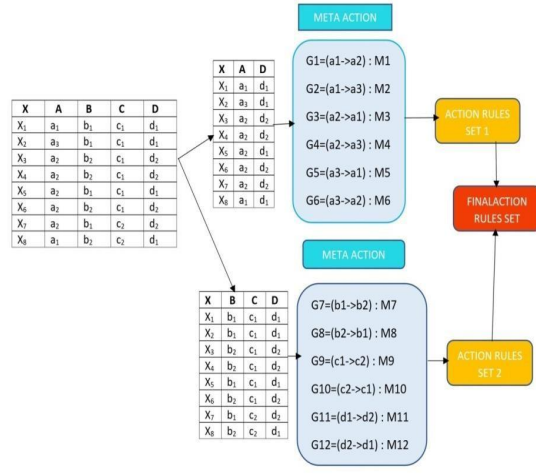 X A B C D
X₁ a₁ b₁ c₁ d₁
X₂ a₃ b₁ c₁ d₁
X₃ a₂ b₂ c₁ d₂
X₄ a₂ b₂ c₁ d₂
X₅ a₂ b₁ c₁ d₁
X₆ a₂ b₂ c₁ d₂
X₇ a₂ b₁ c₂ d₂
X₈ a₁ b₂ c₂ d₁
X A D
X₁ a₁ d₁
X₂ a₃ d₁
X₃ a₂ d₂
X₄ a₂ d₂
X₅ a₂ d₁
X₆ a₂ d₂
X₇ a₂ d₂
X₈ a₁ d₁
META ACTION
G1=(a1->a2) : M1
G2=(a1->a3) : M2
G3=(a2->a1) : M3
G4=(a2->a3) : M4
G5=(a3->a1) : M5
G6=(a3->a2) : M6
ACTION RULES
SET 1
FINALACTION
RULES SET
X B C D
X₁ b₁ c₁ d₁
X₂ b₁ c₁ d₁
X₃ b₂ c₁ d₂
X₄ b₂ c₁ d₂
X₅ b₁ c₁ d₁
X₆ b₂ c₁ d₂
X₇ b₁ c₂ d₂
X₈ b₂ c₂ d₁
META ACTION
G7=(b1->b2) : M7
G8=(b2->b1) : M8
G9=(c1->c2) : M9
G10=(c2->c1) : M10
G11=(d1->d2) : M11
G12=(d2->d1) : M12
ACTION RULES
SET 2